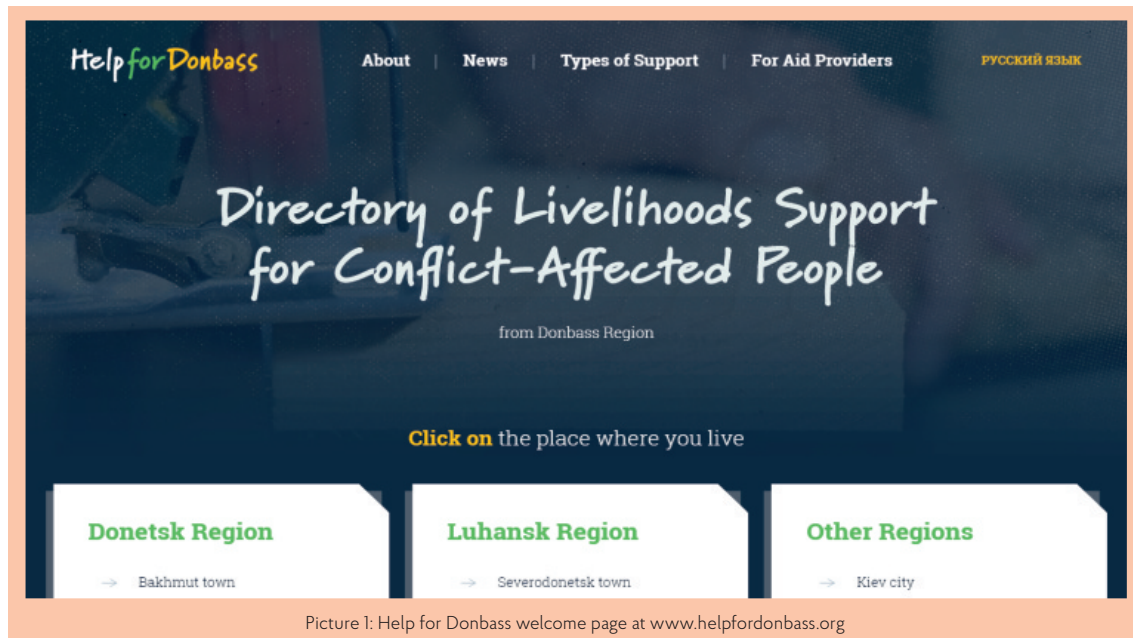 Help for Donbass
About | News | Types of Support | For Aid Providers
РУССКИЙ ЯЗЫК
Directory of Livelihoods Support
for Conflict-Affected People
from Donbass Region
Click on the place where you live
Donetsk Region
→ Bakhmut town
Luhansk Region
→ Severodonetsk town
Other Regions
→ Kiev city
Picture 1: Help for Donbass welcome page at www.helpfordonbass.org